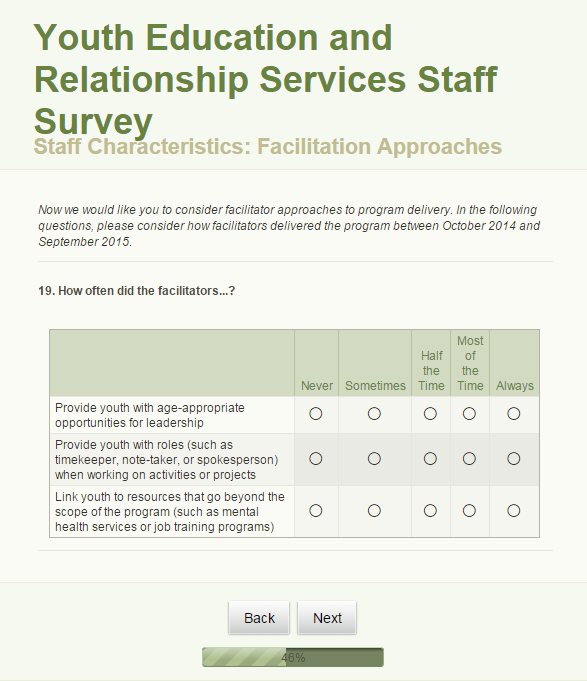 Youth Education and
Relationship Services Staff
Survey
Staff Characteristics: Facilitation Approaches
Now we would like you to consider facilitator approaches to program delivery. In the following
questions, please consider how facilitators delivered the program between October 2014 and
September 2015.
19. How often did the facilitators...?
Never Sometimes Half the Time Most of the Time Always
Provide youth with age-appropriate
opportunities for leadership
Provide youth with roles (such as
timekeeper, note-taker, or spokesperson)
when working on activities or projects
Link youth to resources that go beyond the
scope of the program (such as mental
health services or job training programs)
Back Next
46%